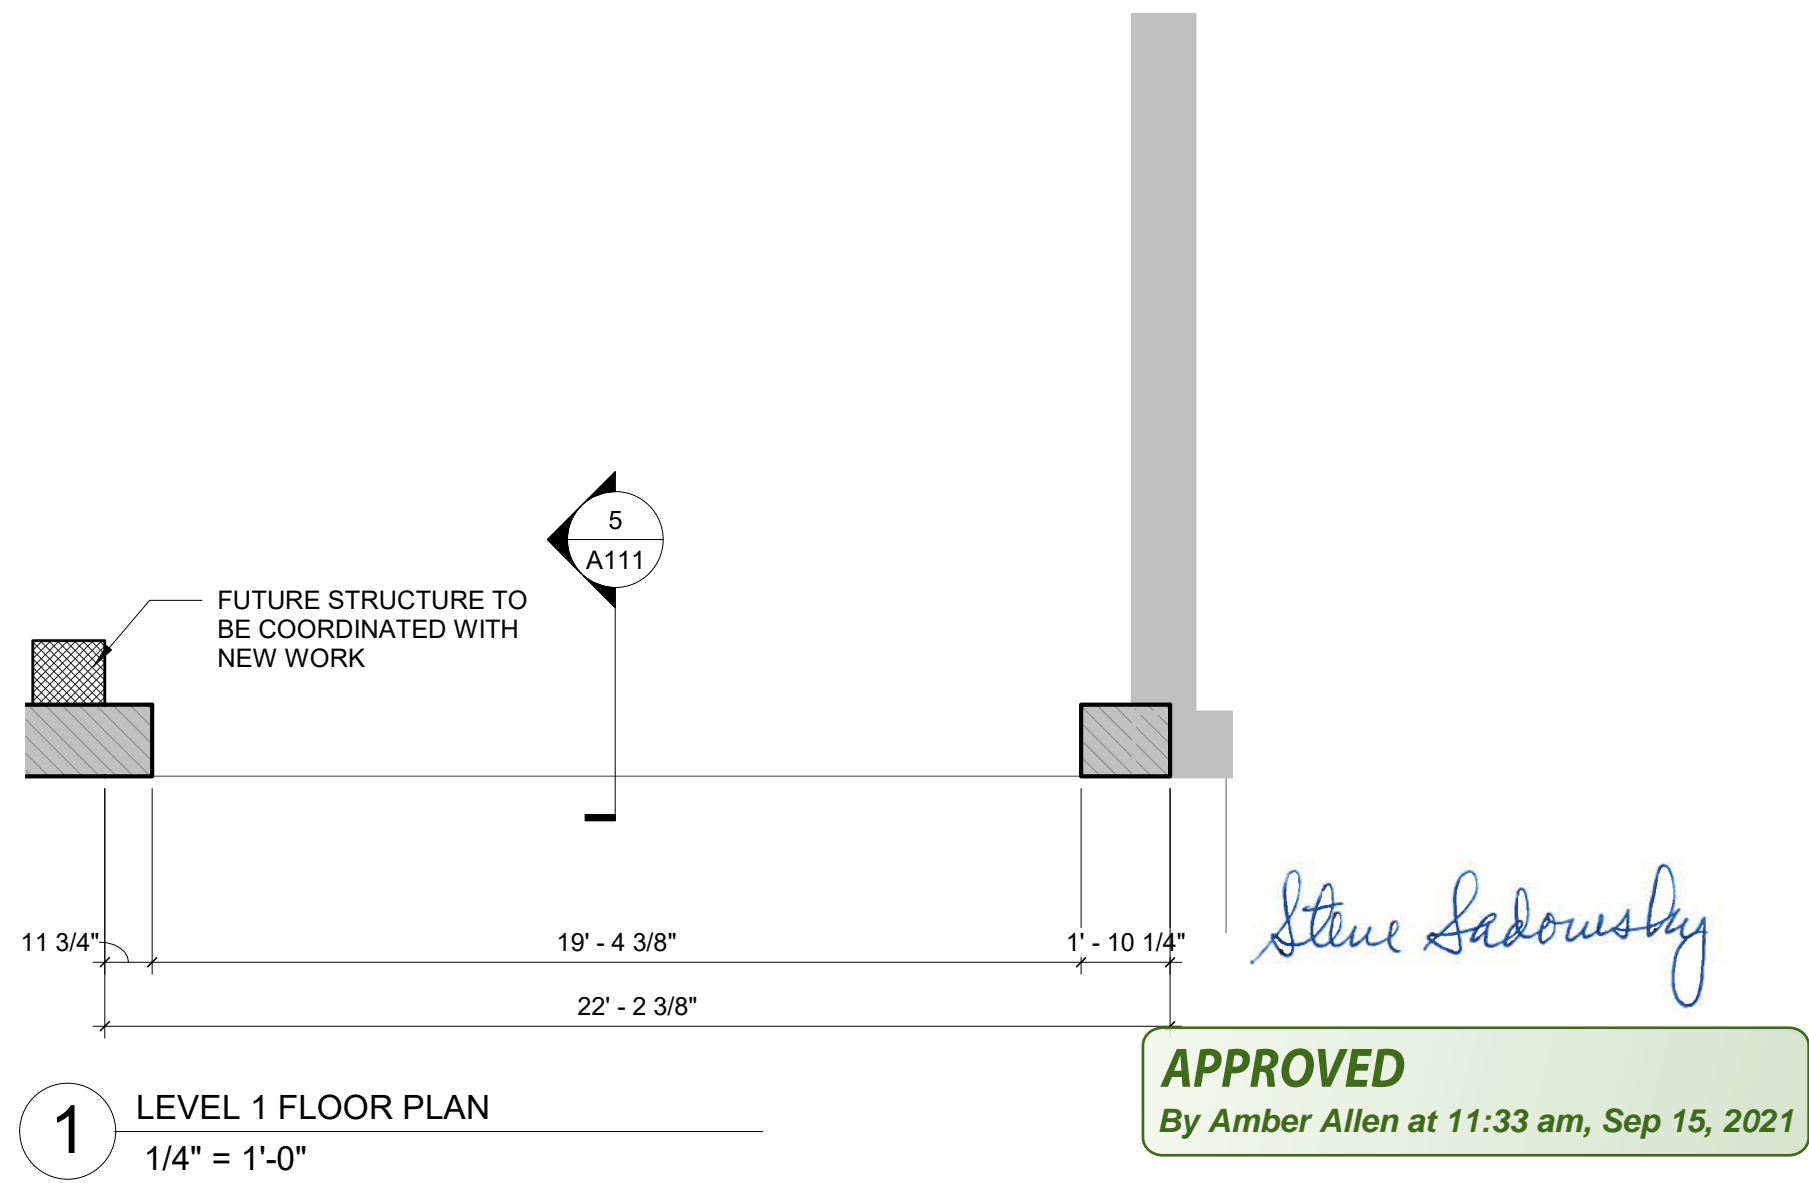 5
A111
FUTURE STRUCTURE TO
BE COORDINATED WITH
NEW WORK
11 3/4"
19' - 4 3/8"
1' - 10 1/4"
22' - 2 3/8"
Steve Sadowsky
APPROVED
By Amber Allen at 11:33 am, Sep 15, 2021
1
LEVEL 1 FLOOR PLAN
1/4" = 1'-0"